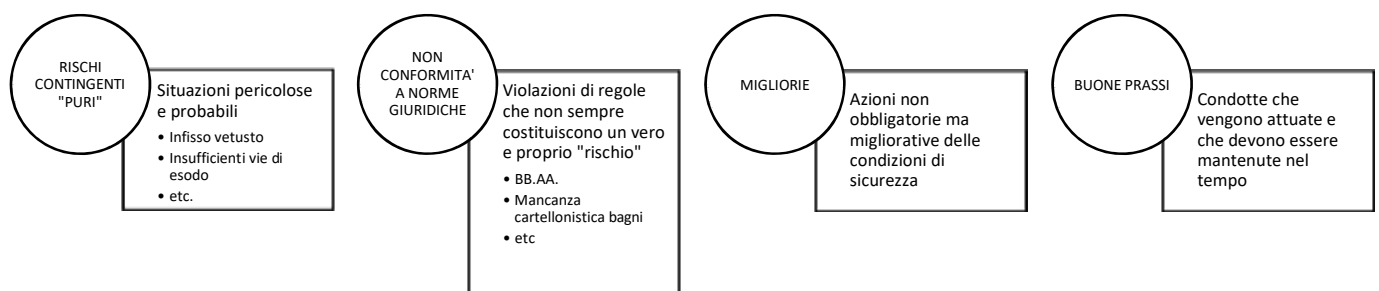 RISCHI
CONTINGENTI
"PURI"
Situazioni pericolose
e probabili
• Infisso vetusto
• Insufficienti vie di
esodo
• etc.
NON
CONFORMITA'
A NORME
GIURIDICHE
Violazioni di regole
che non sempre
costituiscono un vero
e proprio "rischio"
• BB.AA.
• Mancanza
cartellonistica bagni
• etc
MIGLIORIE
Azioni non
obbligatorie ma
migliorative delle
condizioni di
sicurezza
BUONE PRASSI
Condotte che
vengono attuate e
che devono essere
mantenute nel
tempo